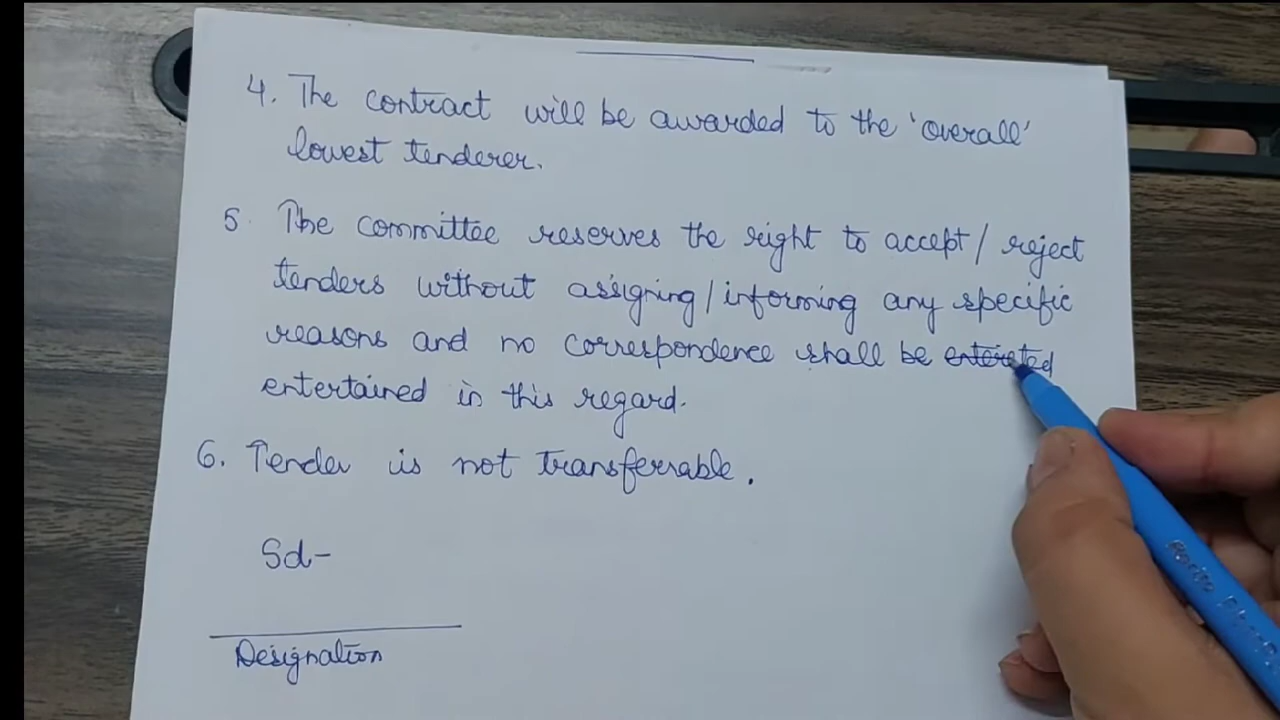 4. The contract will be awarded to the 'overall'
lowest tenderer.
5. The committee reserves the right to accept / reject
tenders without assigning / informing any specific
reasons and no correspondence shall be
entertained in this regard.
6. Tender is not transferrable.
Sd-
Designation